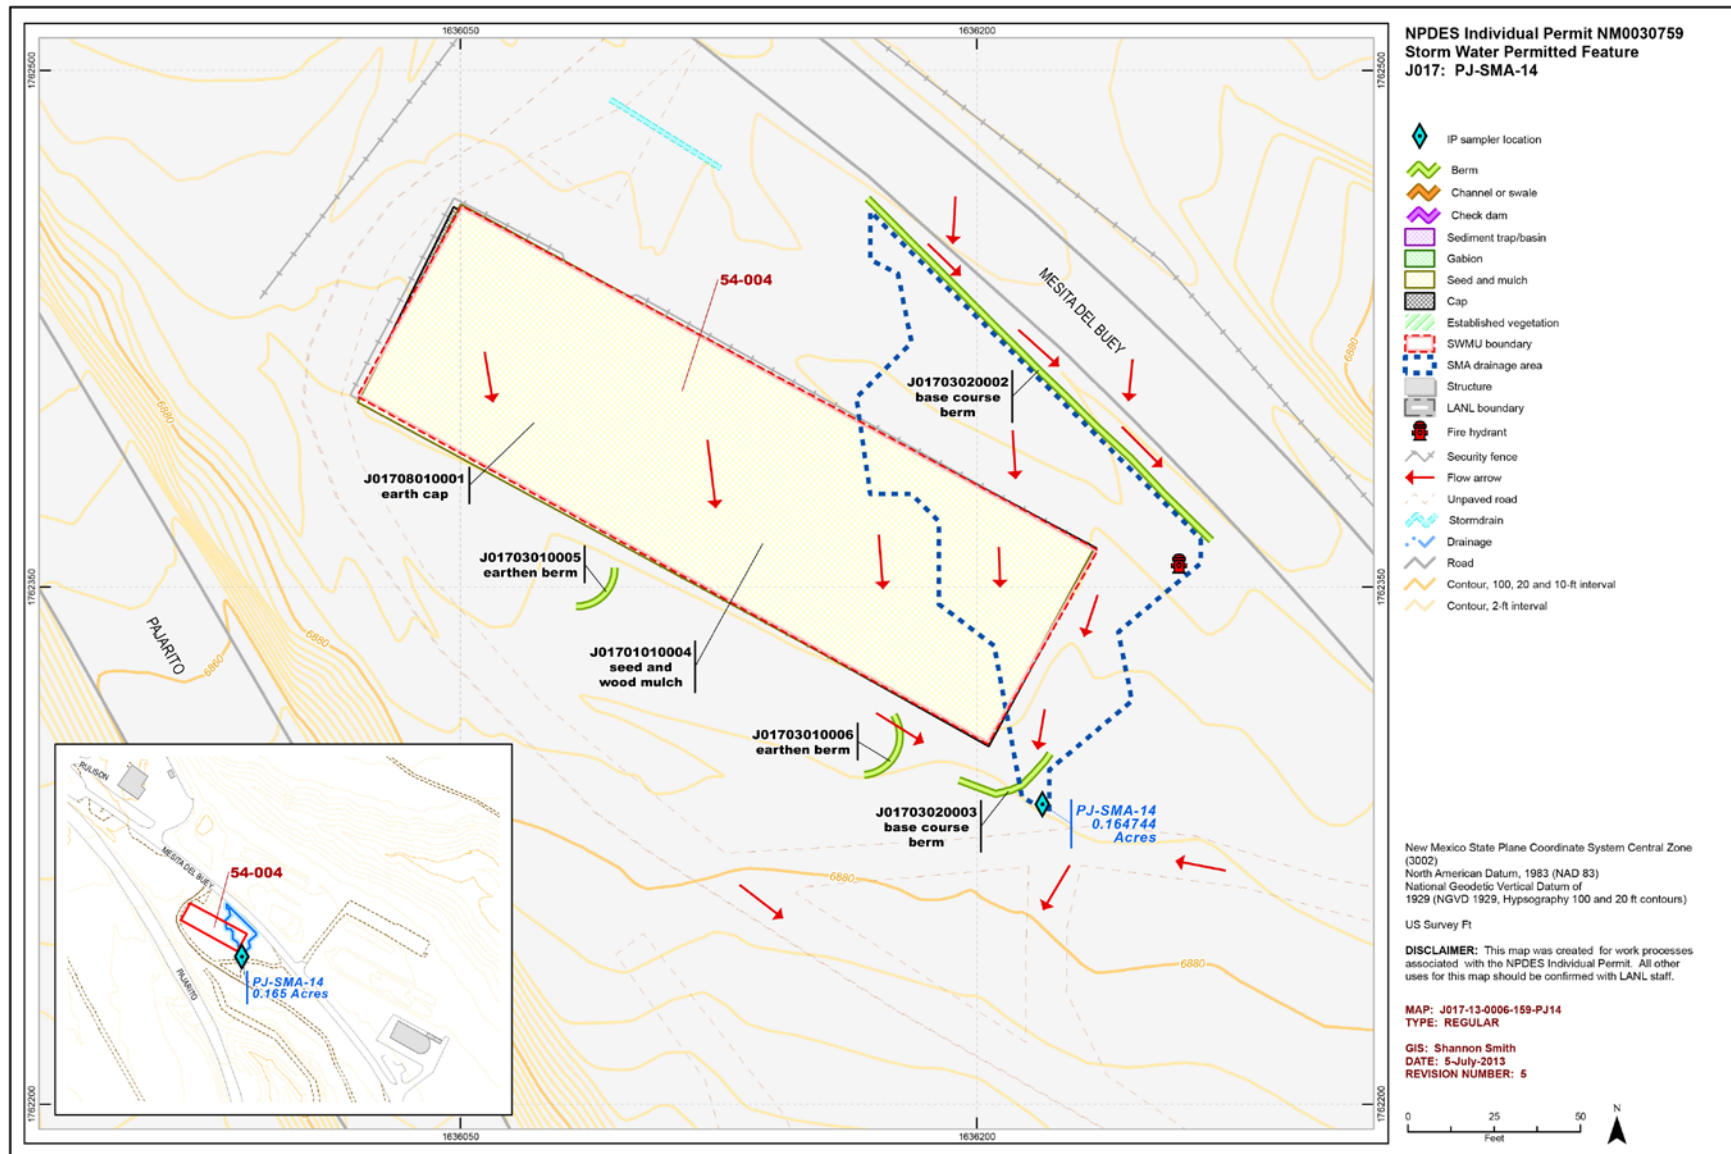 NPDES Individual Permit NM0030759
Storm Water Permitted Feature
J017: PJ-SMA-14
IP sampler location
Berm
Channel or swale
Check dam
Sediment trap/basin
Gabion
Seed and mulch
Cap
Established vegetation
SWMU boundary
SMA drainage area
Structure
LANL boundary
Fire hydrant
Security fence
Flow arrow
Unpaved road
Stormdrain
Drainage
Road
Contour, 100, 20 and 10-ft interval
Contour, 2-ft interval
New Mexico State Plane Coordinate System Central Zone
(3002)
North American Datum, 1983 (NAD 83)
National Geodetic Vertical Datum of
1929 (NGVD 1929, Hypsography 100 and 20 ft contours)
US Survey Ft
DISCLAIMER: This map was created for work processes
associated with the NPDES Individual Permit. All other
uses for this map should be confirmed with LANL staff.
MAP: J017-13-0006-159-PJ14
TYPE: REGULAR
GIS: Shannon Smith
DATE: 5-July-2013
REVISION NUMBER: 5
0 25 50
Feet
N
1636050
1636200
1762500
1762500
54-004
MESITA DEL BUEY
6880
J01703020002
base course
berm
6880
J01708010001
earth cap
J01703010005
earthen berm
1762350
1762350
PAJARITO
6880
6860
J01701010004
seed and
wood mulch
J01703010006
earthen berm
J01703020003
base course
berm
PJ-SMA-14
0.164744
Acres
6880
6880
RULISON
MESITA DEL BUEY
54-004
PAJARITO
PJ-SMA-14
0.165 Acres
1762200
1762200
1636050
1636200